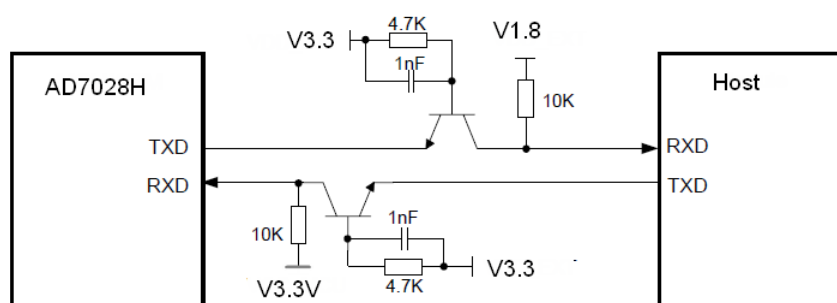 4.7K
V3.3
V1.8
1nF
AD7028H
Host
10K
TXD
RXD
RXD
TXD
1nF
10K
V3.3
V3.3V
4.7K